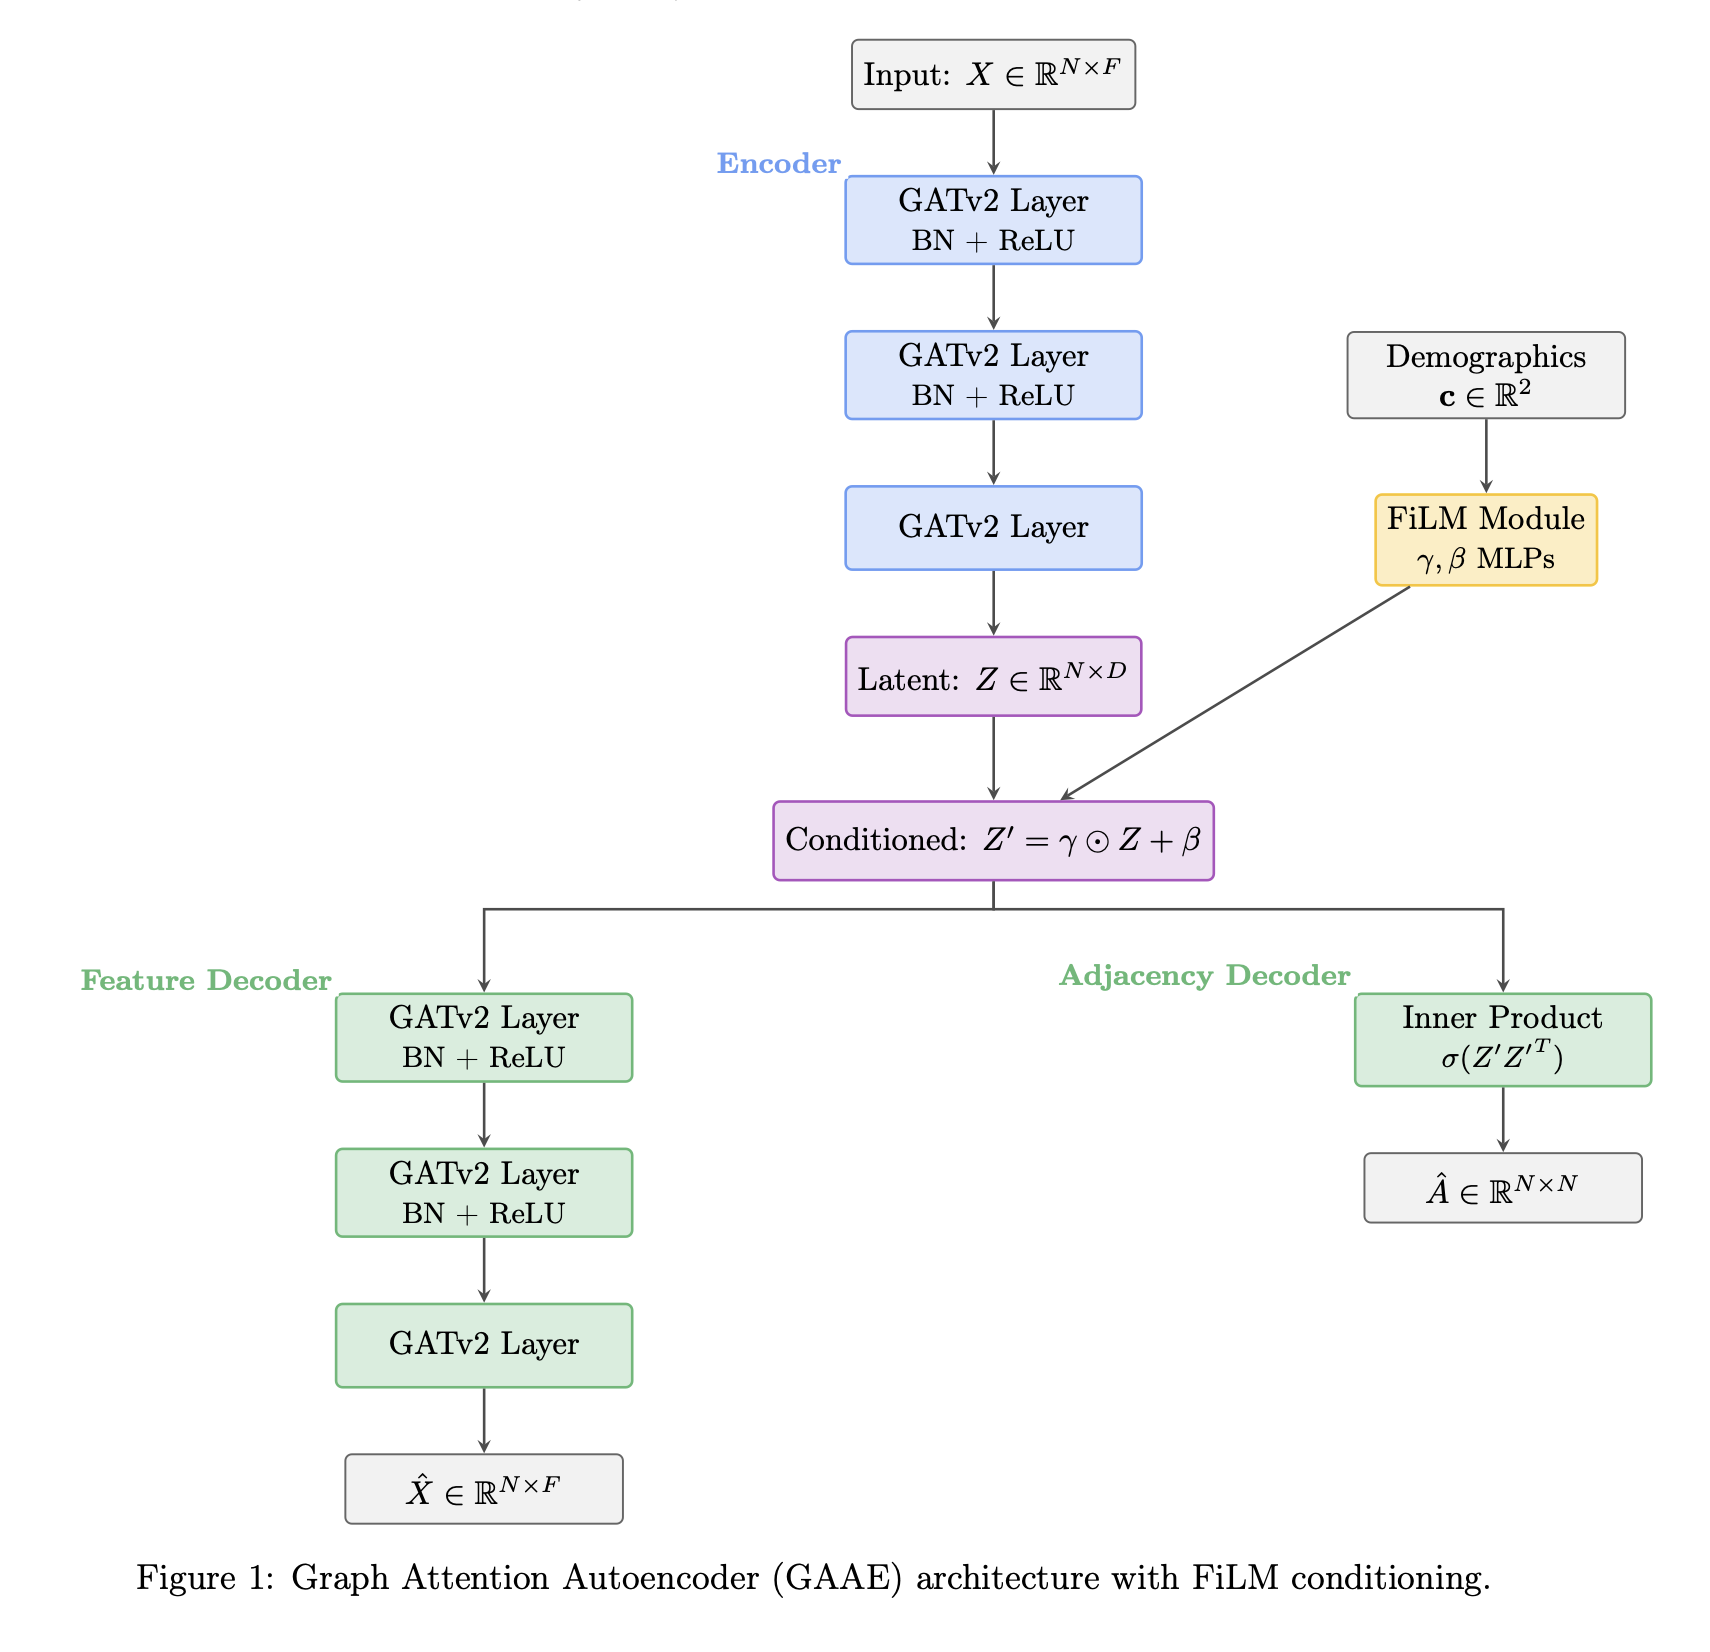 Input: X ∈ ℝ^{N×F}
Encoder
GATv2 Layer
BN + ReLU
GATv2 Layer
BN + ReLU
Demographics
c ∈ ℝ²
GATv2 Layer
FiLM Module
γ, β MLPs
Latent: Z ∈ ℝ^{N×D}
Conditioned: Z′ = γ ⊙ Z + β
Feature Decoder
GATv2 Layer
BN + ReLU
GATv2 Layer
BN + ReLU
GATv2 Layer
X̂ ∈ ℝ^{N×F}
Adjacency Decoder
Inner Product
σ(Z′Z′^T)
Â ∈ ℝ^{N×N}
Figure 1: Graph Attention Autoencoder (GAAE) architecture with FiLM conditioning.